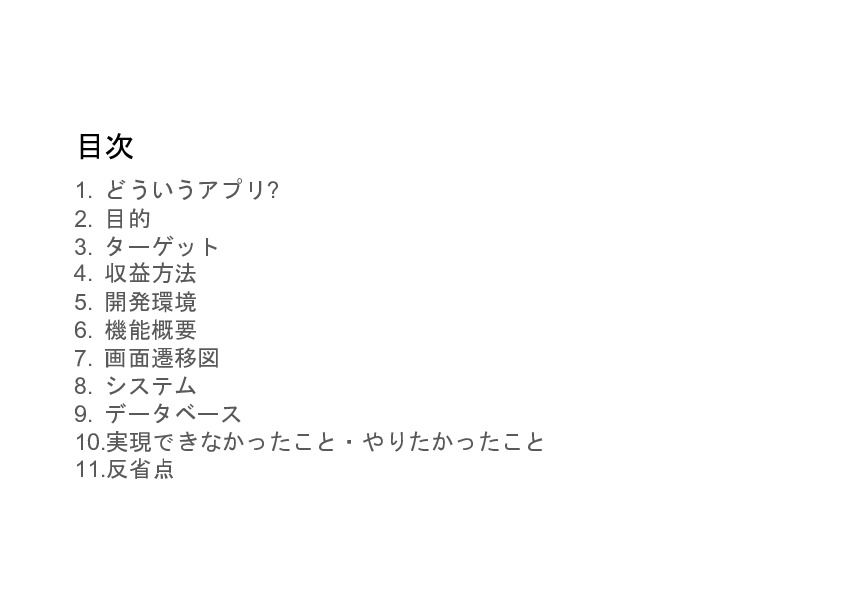 目次
1. どういうアプリ?
2. 目的
3. ターゲット
4. 収益方法
5. 開発環境
6. 機能概要
7. 画面遷移図
8. システム
9. データベース
10.実現できなかったこと・やりたかったこと
11.反省点